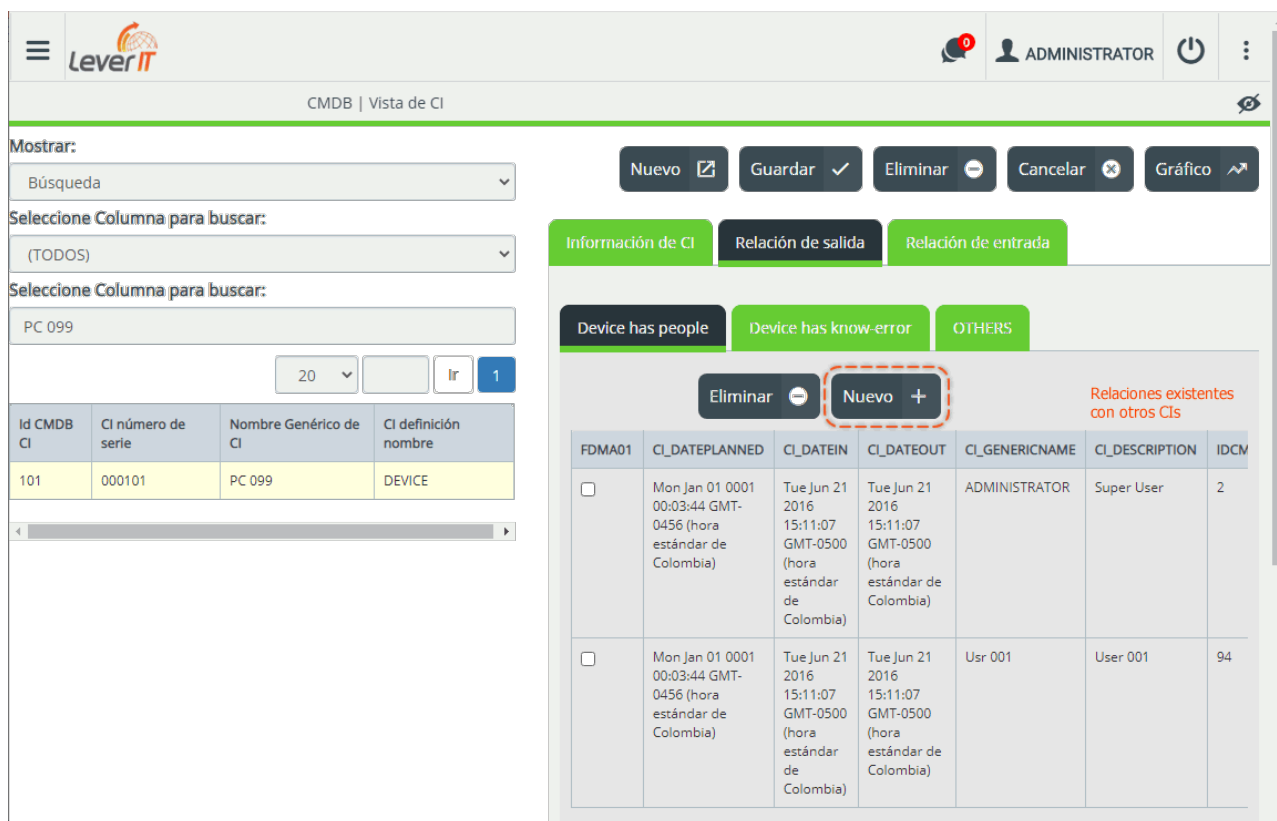 LeverIT
0
ADMINISTRATOR
CMDB | Vista de CI
Mostrar:
Búsqueda
Seleccione Columna para buscar:
(TODOS)
Seleccione Columna para buscar:
PC 099
20
Ir
1
Id CMDB CI
CI número de serie
Nombre Genérico de CI
CI definición nombre
101
000101
PC 099
DEVICE
Nuevo
Guardar
Eliminar
Cancelar
Gráfico
Información de CI
Relación de salida
Relación de entrada
Device has people
Device has know-error
OTHERS
Eliminar
Nuevo
Relaciones existentes
con otros CIs
FDMA01
CI_DATEPLANNED
CI_DATEIN
CI_DATEOUT
CI_GENERICNAME
CI_DESCRIPTION
IDCM
Mon Jan 01 0001
00:03:44 GMT-
0456 (hora
estándar de
Colombia)
Tue Jun 21
2016
15:11:07
GMT-0500
(hora
estándar
de
Colombia)
Tue Jun 21
2016
15:11:07
GMT-0500
(hora
estándar de
Colombia)
ADMINISTRATOR
Super User
2
Mon Jan 01 0001
00:03:44 GMT-
0456 (hora
estándar de
Colombia)
Tue Jun 21
2016
15:11:07
GMT-0500
(hora
estándar
de
Colombia)
Tue Jun 21
2016
15:11:07
GMT-0500
(hora
estándar de
Colombia)
Usr 001
User 001
94